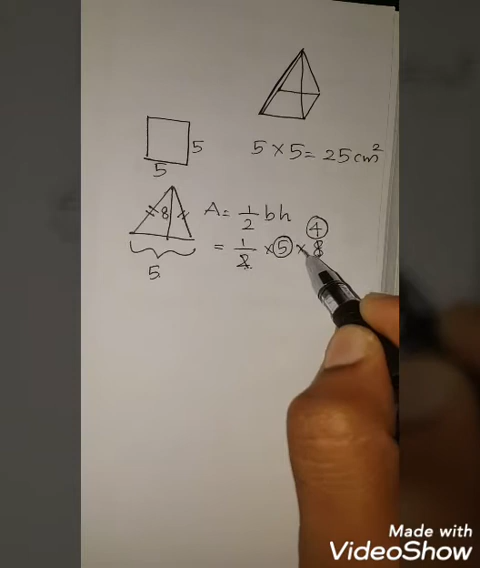 5
5 × 5 = 25 cm²
5
8
A = 1/2 bh
4
= 1/2 × 5 × 8
5
Made with
VideoShow